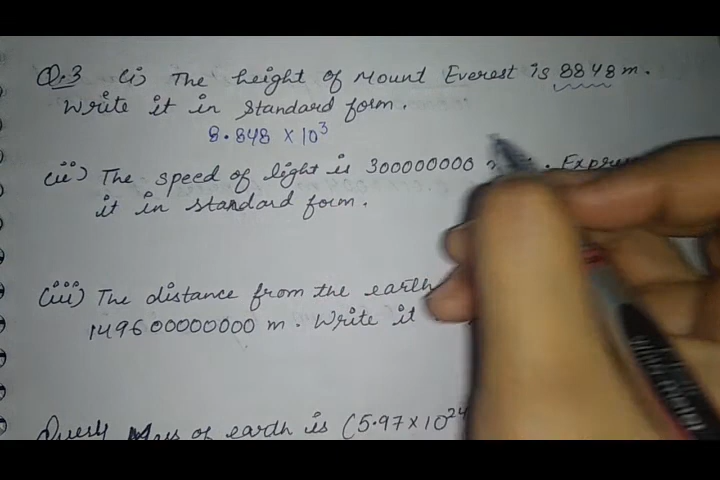 Q.3 (i) The height of Mount Everest is 8848 m.
Write it in standard form.
8.848 × 10³
(ii) The speed of light is 300000000
it in standard form.
(iii) The distance from the earth
149600000000 m. Write it
Mass of earth is (5.97 × 10²⁴